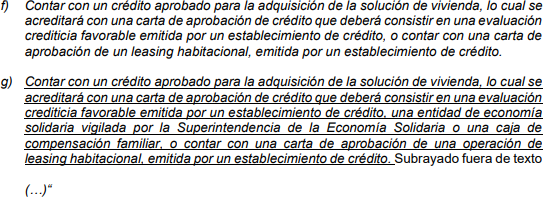 f) Contar con un crédito aprobado para la adquisición de la solución de vivienda, lo cual se
acreditará con una carta de aprobación de crédito que deberá consistir en una evaluación
crediticia favorable emitida por un establecimiento de crédito, o contar con una carta de
aprobación de un leasing habitacional, emitida por un establecimiento de crédito.
g) Contar con un crédito aprobado para la adquisición de la solución de vivienda, lo cual se
acreditará con una carta de aprobación de crédito que deberá consistir en una evaluación
crediticia favorable emitida por un establecimiento de crédito, una entidad de economía
solidaria vigilada por la Superintendencia de la Economía Solidaria o una caja de
compensación familiar, o contar con una carta de aprobación de una operación de
leasing habitacional, emitida por un establecimiento de crédito. Subrayado fuera de texto
(...)“